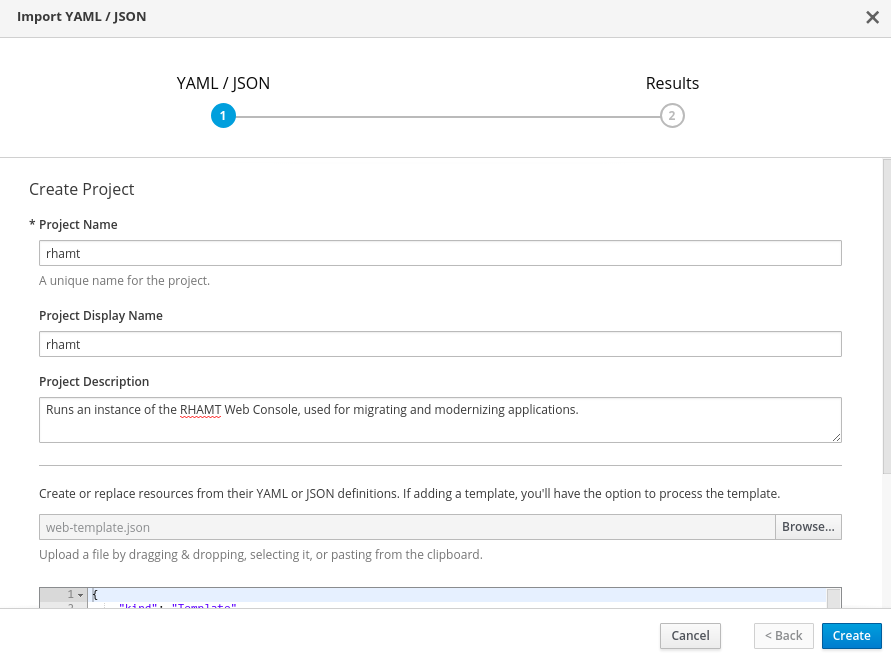 Import YAML / JSON
YAML / JSON
Results
1
2
Create Project
* Project Name
rhamt
A unique name for the project.
Project Display Name
rhamt
Project Description
Runs an instance of the RHAMT Web Console, used for migrating and modernizing applications.
Create or replace resources from their YAML or JSON definitions. If adding a template, you'll have the option to process the template.
web-template.json
Browse...
Upload a file by dragging & dropping, selecting it, or pasting from the clipboard.
1 {
2 "kind": "Template"
Cancel
< Back
Create